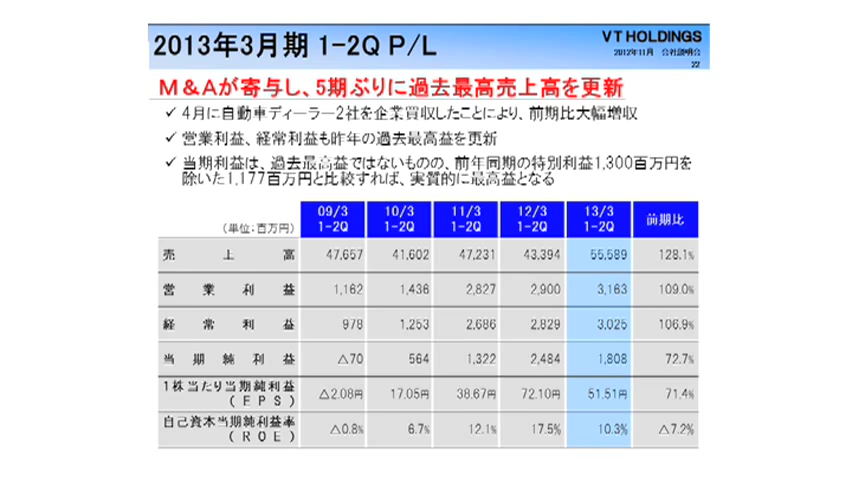 2013年3月期 1-2Q P/L
VT HOLDINGS
2012年11月 会社説明会
22
M&Aが寄与し、5期ぶりに過去最高売上高を更新
✓ 4月に自動車ディーラー2社を企業買収したことにより、前期比大幅増収
✓ 営業利益、経常利益も昨年の過去最高益を更新
✓ 当期利益は、過去最高益ではないものの、前年同期の特別利益1,300百万円を
除いた1,177百万円と比較すれば、実質的に最高益となる
(単位:百万円) 09/3 1-2Q 10/3 1-2Q 11/3 1-2Q 12/3 1-2Q 13/3 1-2Q 前期比
売上高 47,657 41,602 47,231 43,394 55,589 128.1%
営業利益 1,162 1,436 2,827 2,900 3,163 109.0%
経常利益 978 1,253 2,686 2,829 3,025 106.9%
当期純利益 △70 564 1,322 2,484 1,808 72.7%
1株当たり当期純利益
(EPS) △2.08円 17.05円 38.67円 72.10円 51.51円 71.4%
自己資本当期純利益率
(ROE) △0.8% 6.7% 12.1% 17.5% 10.3% △7.2%